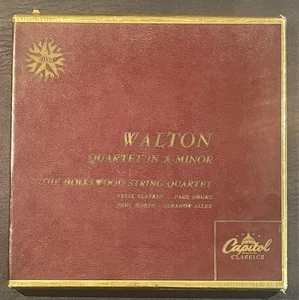 WALTON
QUARTET IN A-MINOR
THE HOLLYWOOD STRING QUARTET
FELIX SLATKIN - PAUL SHURE
PAUL ROBYN - ELEANOR ALLER
Capitol
CLASSICS